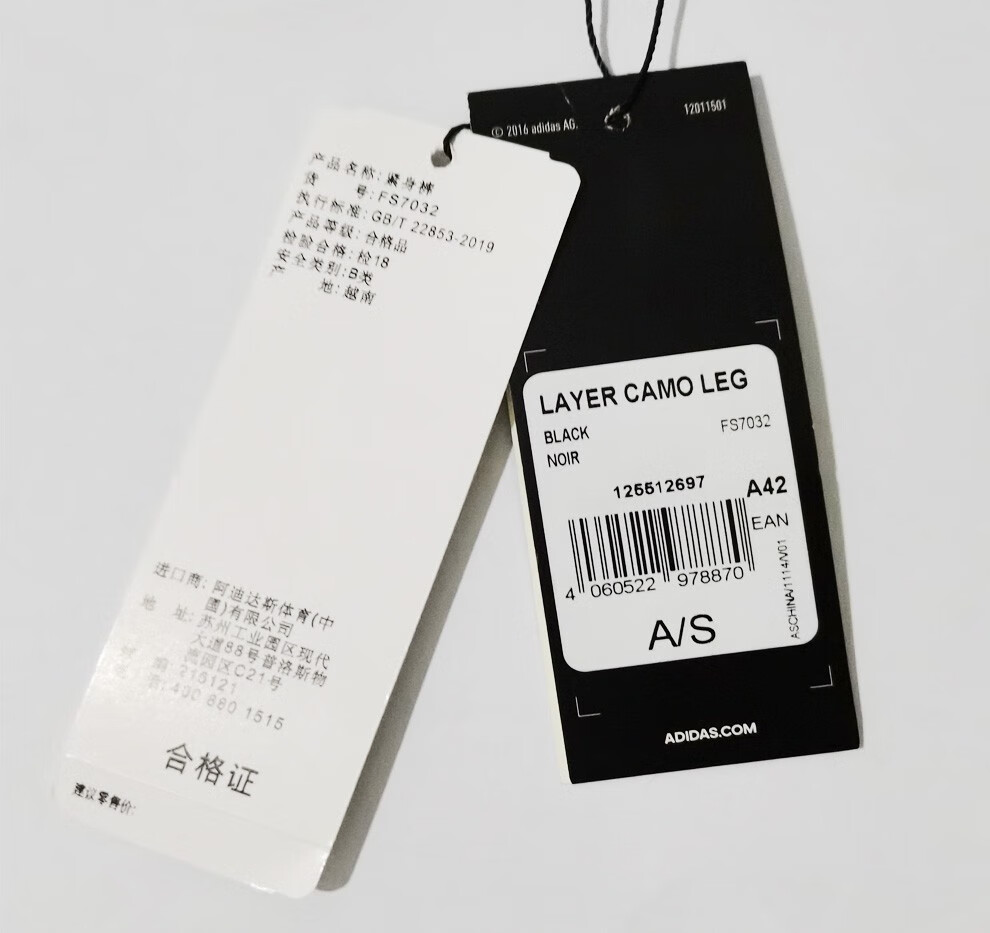 产品名称:紧身裤
货 号:FS7032
执行标准:GB/T 22853-2019
产品等级:合格品
检验合格:检18
安全类别:B类
产 地:越南
进口商:阿迪达斯体育(中
国)有限公司
地 址:苏州工业园区现代
大道88号普洛斯物
流园区C21号
215121
400 880 1515
合格证
建议零售价:
© 2016 adidas AG.
12011501
LAYER CAMO LEG
BLACK
FS7032
NOIR
125512697
A42
EAN
4 060522 978870
ASCHINA/1114/V01
A/S
ADIDAS.COM